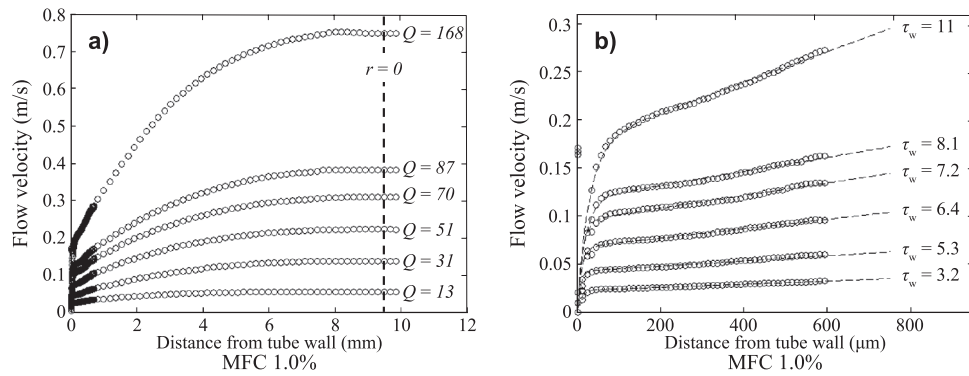 a)
Flow velocity (m/s)
0.8
0.7
0.6
0.5
0.4
0.3
0.2
0.1
0
Q = 168
r = 0
Q = 87
Q = 70
Q = 51
Q = 31
Q = 13
0 2 4 6 8 10 12
Distance from tube wall (mm)
MFC 1.0%
b)
Flow velocity (m/s)
0.3
0.25
0.2
0.15
0.1
0.05
0
τw = 11
τw = 8.1
τw = 7.2
τw = 6.4
τw = 5.3
τw = 3.2
0 200 400 600 800
Distance from tube wall (μm)
MFC 1.0%